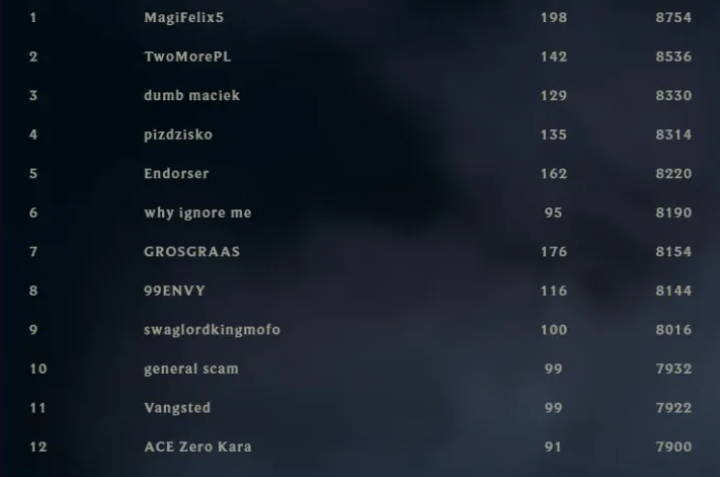 1 MagiFelix5 198 8754
2 TwoMorePL 142 8536
3 dumb maciek 129 8330
4 pizdzisko 135 8314
5 Endorser 162 8220
6 why ignore me 95 8190
7 GROSGRAAS 176 8154
8 99ENVY 116 8144
9 swaglordkingmofo 100 8016
10 general scam 99 7932
11 Vangsted 99 7922
12 ACE Zero Kara 91 7900